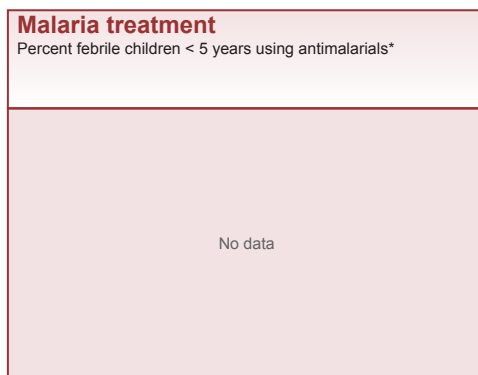 Malaria treatment
Percent febrile children < 5 years using antimalarials*
No data